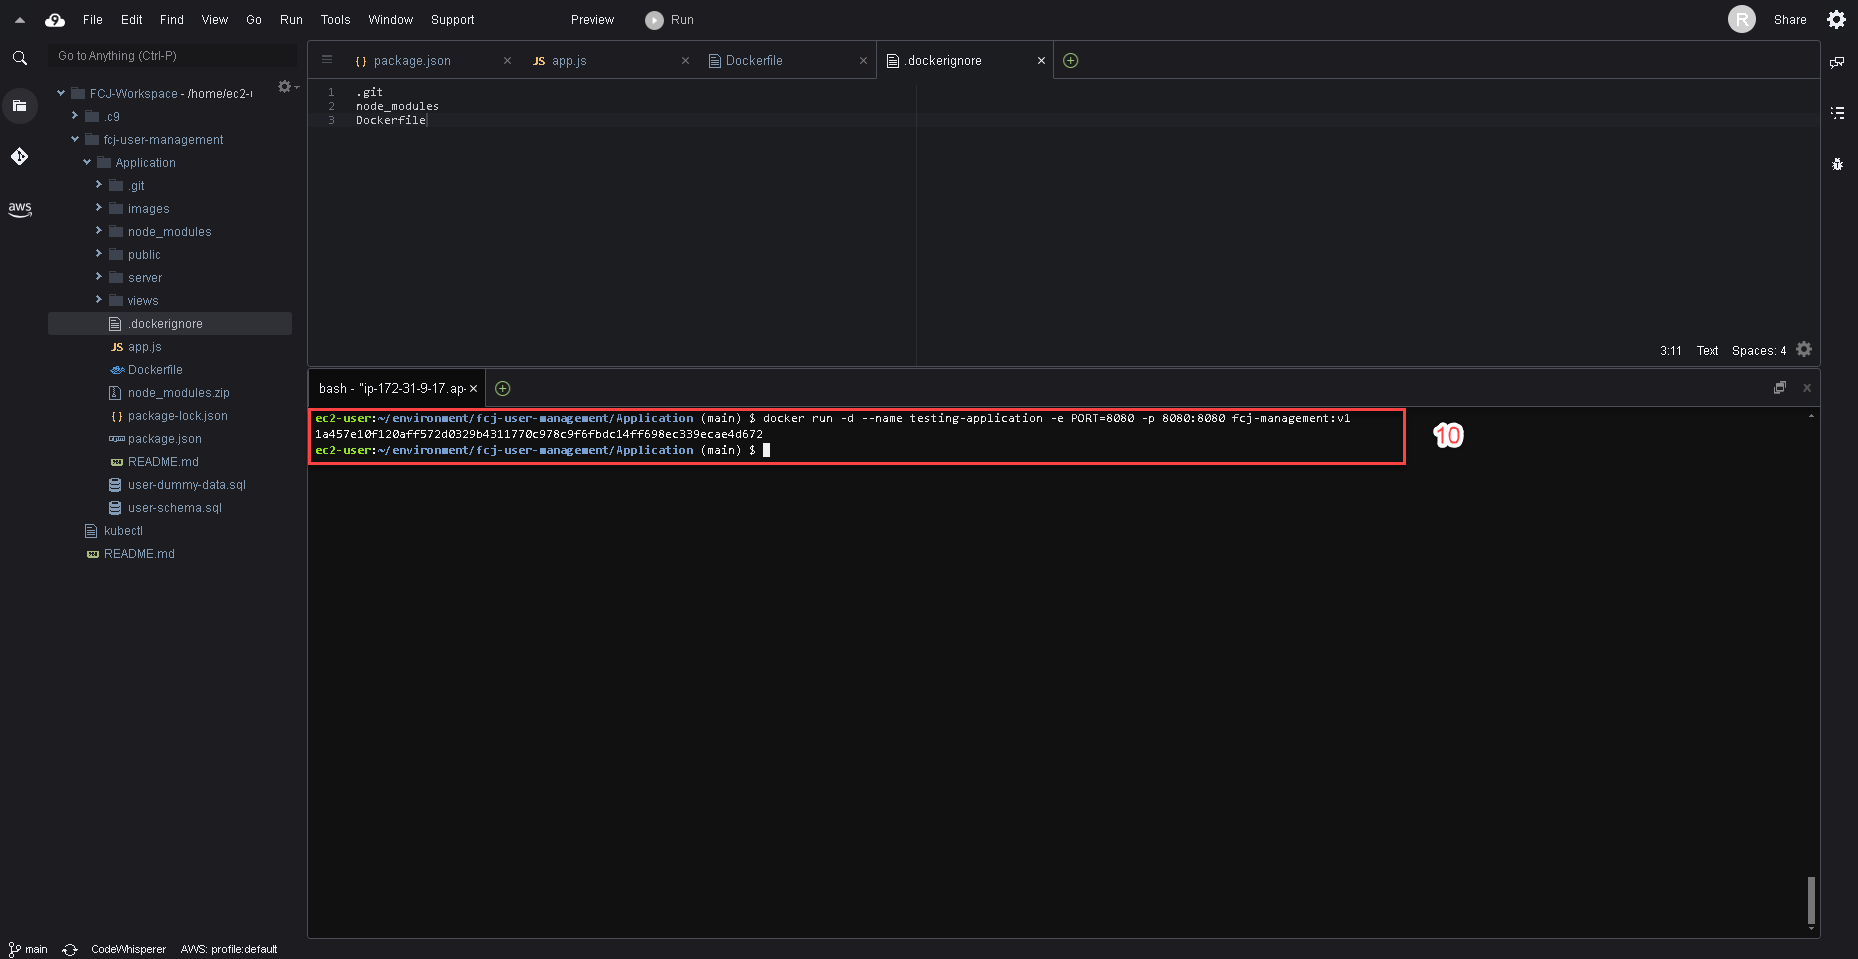 File Edit Find View Go Run Tools Window Support Preview Run R Share
Go to Anything (Ctrl-P)
FCJ-Workspace - /home/ec2-
.c9
fcj-user-management
Application
.git
images
node_modules
public
server
views
.dockerignore
app.js
Dockerfile
node_modules.zip
package-lock.json
package.json
README.md
user-dummy-data.sql
user-schema.sql
kubectl
README.md
aws
{ } package.json × JS app.js × Dockerfile × .dockerignore ×
1 .git
2 node_modules
3 Dockerfile
3:11 Text Spaces: 4
bash - "ip-172-31-9-17.ap- ×
ec2-user:~/environment/fcj-user-management/Application (main) $ docker run -d --name testing-application -e PORT=8080 -p 8080:8080 fcj-management:v1
1a457e10f120aff572d0329b4311770c978c9f6fbdc14ff698ec339ecae4d672
ec2-user:~/environment/fcj-user-management/Application (main) $
10
main CodeWhisperer AWS: profile:default